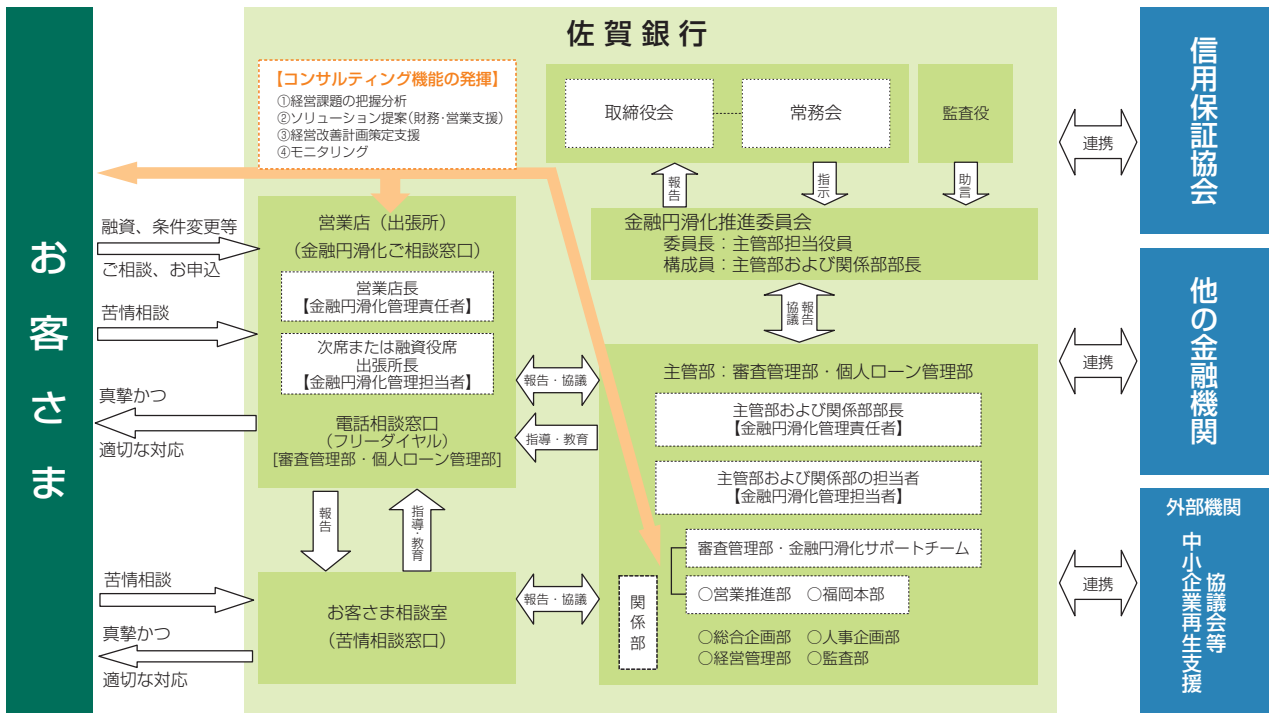 佐賀銀行
お客さま
【コンサルティング機能の発揮】
①経営課題の把握分析
②ソリューション提案(財務・営業支援)
③経営改善計画策定支援
④モニタリング
取締役会
常務会
監査役
報告
指示
助言
金融円滑化推進委員会
委員長：主管部担当役員
構成員：主管部および関係部部長
協議
報告
融資、条件変更等
ご相談、お申込
苦情相談
真摯かつ
適切な対応
営業店（出張所）
（金融円滑化ご相談窓口）
営業店長
【金融円滑化管理責任者】
次席または融資役席
出張所長
【金融円滑化管理担当者】
電話相談窓口
（フリーダイヤル）
[審査管理部・個人ローン管理部]
報告・協議
指導・教育
主管部：審査管理部・個人ローン管理部
主管部および関係部部長
【金融円滑化管理責任者】
主管部および関係部の担当者
【金融円滑化管理担当者】
審査管理部・金融円滑化サポートチーム
関係部
○営業推進部　○福岡本部
○総合企画部　○人事企画部
○経営管理部　○監査部
報告
指導・教育
苦情相談
真摯かつ
適切な対応
お客さま相談室
（苦情相談窓口）
報告・協議
連携
信用保証協会
連携
他の金融機関
連携
外部機関
中小企業再生支援
協議会等